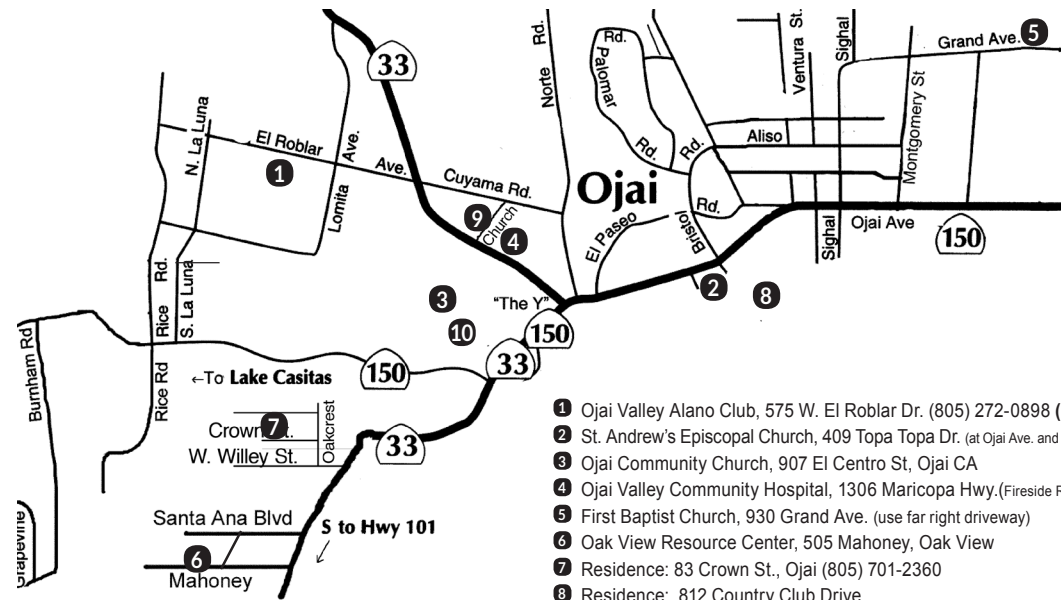 33
Rd.
Norte
Rd.
Palomar
Rd.
Rd.
Rd.
Ventura St.
Sighal
Grand Ave.
5
Aliso
Montgomery St
N. La Luna
El Roblar
Ave.
1
Ave.
Lomita
Cuyama Rd.
9
Church
4
Ojai
El Paseo
Bristol
Sighal
Ojai Ave
150
2
8
Rice Rd.
S. La Luna
3
"The Y"
10
150
33
Burnham Rd
Rice Rd
←To Lake Casitas
150
7
Oakcrest
W. Willey St.
33
Santa Ana Blvd
S to Hwy 101
6
Mahoney
1 Ojai Valley Alano Club, 575 W. El Roblar Dr. (805) 272-0898 (
2 St. Andrew's Episcopal Church, 409 Topa Topa Dr. (at Ojai Ave. and
3 Ojai Community Church, 907 El Centro St, Ojai CA
4 Ojai Valley Community Hospital, 1306 Maricopa Hwy.(Fireside
5 First Baptist Church, 930 Grand Ave. (use far right driveway)
6 Oak View Resource Center, 505 Mahoney, Oak View
7 Residence: 83 Crown St., Ojai (805) 701-2360
8 Residence: 812 Country Club Drive